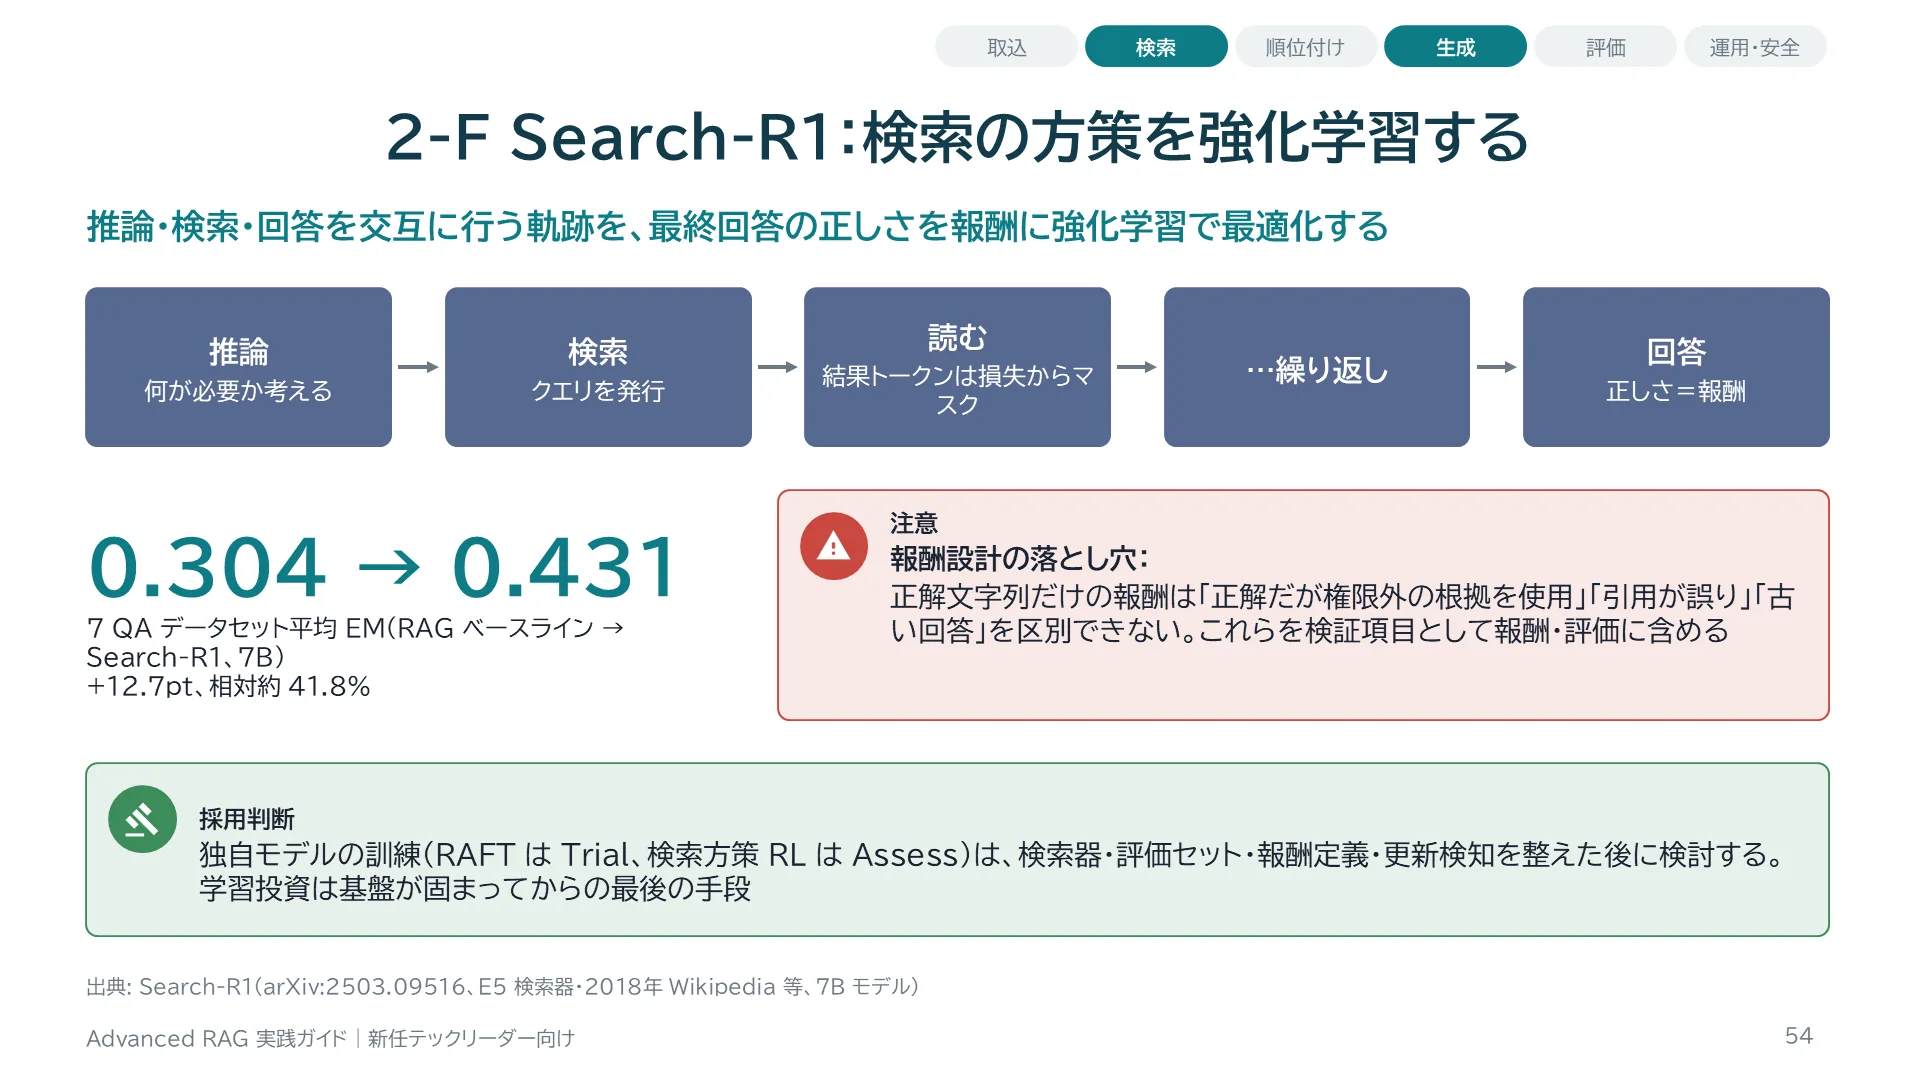 取込
検索
順位付け
生成
評価
運用・安全
2-F Search-R1：検索の方策を強化学習する
推論・検索・回答を交互に行う軌跡を、最終回答の正しさを報酬に強化学習で最適化する
推論
何が必要か考える
検索
クエリを発行
読む
結果トークンは損失からマ
スク
…繰り返し
回答
正しさ＝報酬
0.304 → 0.431
7 QA データセット平均 EM（RAG ベースライン →
Search-R1、7B）
+12.7pt、相対約 41.8%
注意
報酬設計の落とし穴：
正解文字列だけの報酬は「正解だが権限外の根拠を使用」「引用が誤り」「古
い回答」を区別できない。これらを検証項目として報酬・評価に含める
採用判断
独自モデルの訓練（RAFT は Trial、検索方策 RL は Assess）は、検索器・評価セット・報酬定義・更新検知を整えた後に検討する。
学習投資は基盤が固まってからの最後の手段
出典: Search-R1（arXiv:2503.09516、E5 検索器・2018年 Wikipedia 等、7B モデル）
Advanced RAG 実践ガイド｜新任テックリーダー向け
54